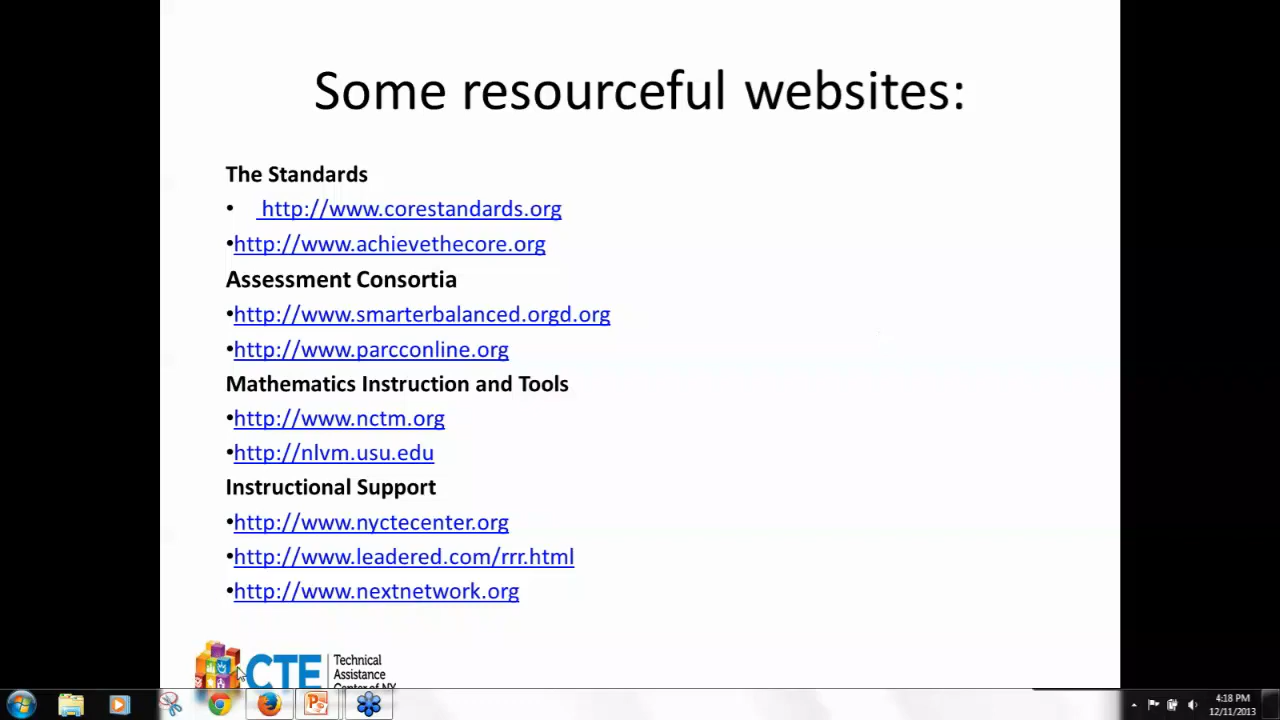 Some resourceful websites:
The Standards
• http://www.corestandards.org
•http://www.achievethecore.org
Assessment Consortia
•http://www.smarterbalanced.orgd.org
•http://www.parcconline.org
Mathematics Instruction and Tools
•http://www.nctm.org
•http://nlvm.usu.edu
Instructional Support
•http://www.nyctecenter.org
•http://www.leadered.com/rrr.html
•http://www.nextnetwork.org
CTE
Technical
Assistance
Center of NY
4:18 PM
12/11/2013